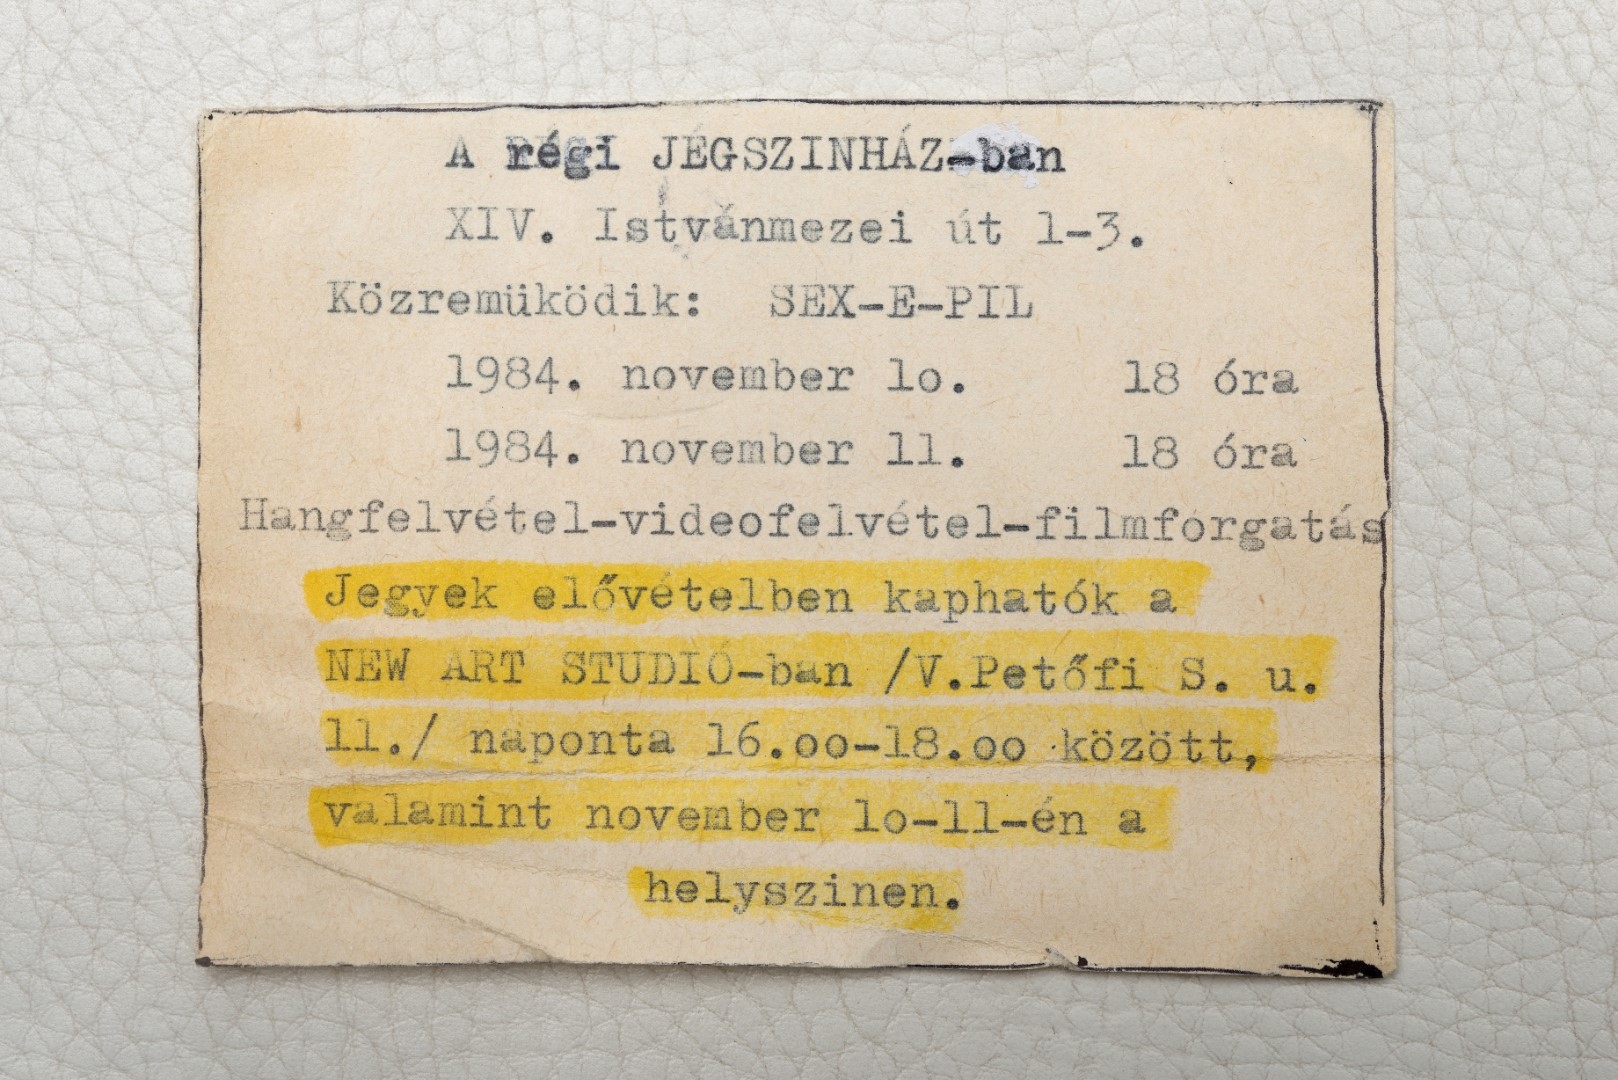 A régi JÉGSZINHÁZ-ban
XIV. Istvánmezei út 1-3.
Közremüködik: SEX-E-PIL
1984. november lo. 18 óra
1984. november 11. 18 óra
Hangfelvétel-videofelvétel-filmforgatás
Jegyek elővételben kaphatók a
NEW ART STUDIÓ-ban /V.Petőfi S. u.
11./ naponta 16.oo-18.oo között,
valamint november lo-11-én a
helyszinen.